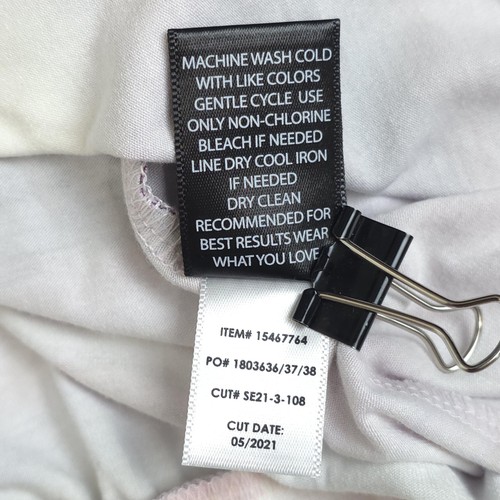 MACHINE WASH COLD
WITH LIKE COLORS
GENTLE CYCLE USE
ONLY NON-CHLORINE
BLEACH IF NEEDED
LINE DRY COOL IRON
IF NEEDED
DRY CLEAN
RECOMMENDED FOR
BEST RESULTS WEAR
WHAT YOU LOVE
ITEM# 15467764
PO# 1803636/37/38
CUT# SE21-3-108
CUT DATE:
05/2021